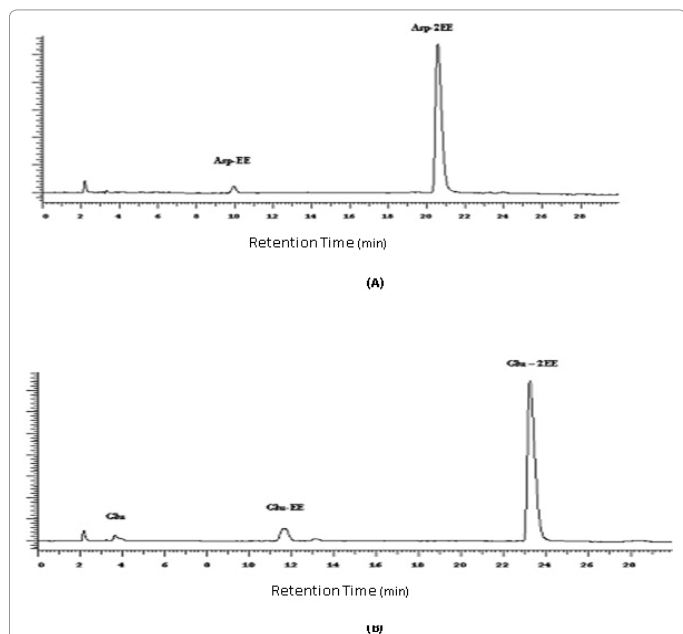 Asp-2EE
Asp-EE
0 2 4 6 8 10 12 14 16 18 20 22 24 26 28
Retention Time (min)
(A)
Glu – 2EE
Glu
Glu-EE
0 2 4 6 8 10 12 14 16 18 20 22 24 26 28
Retention Time (min)
(B)